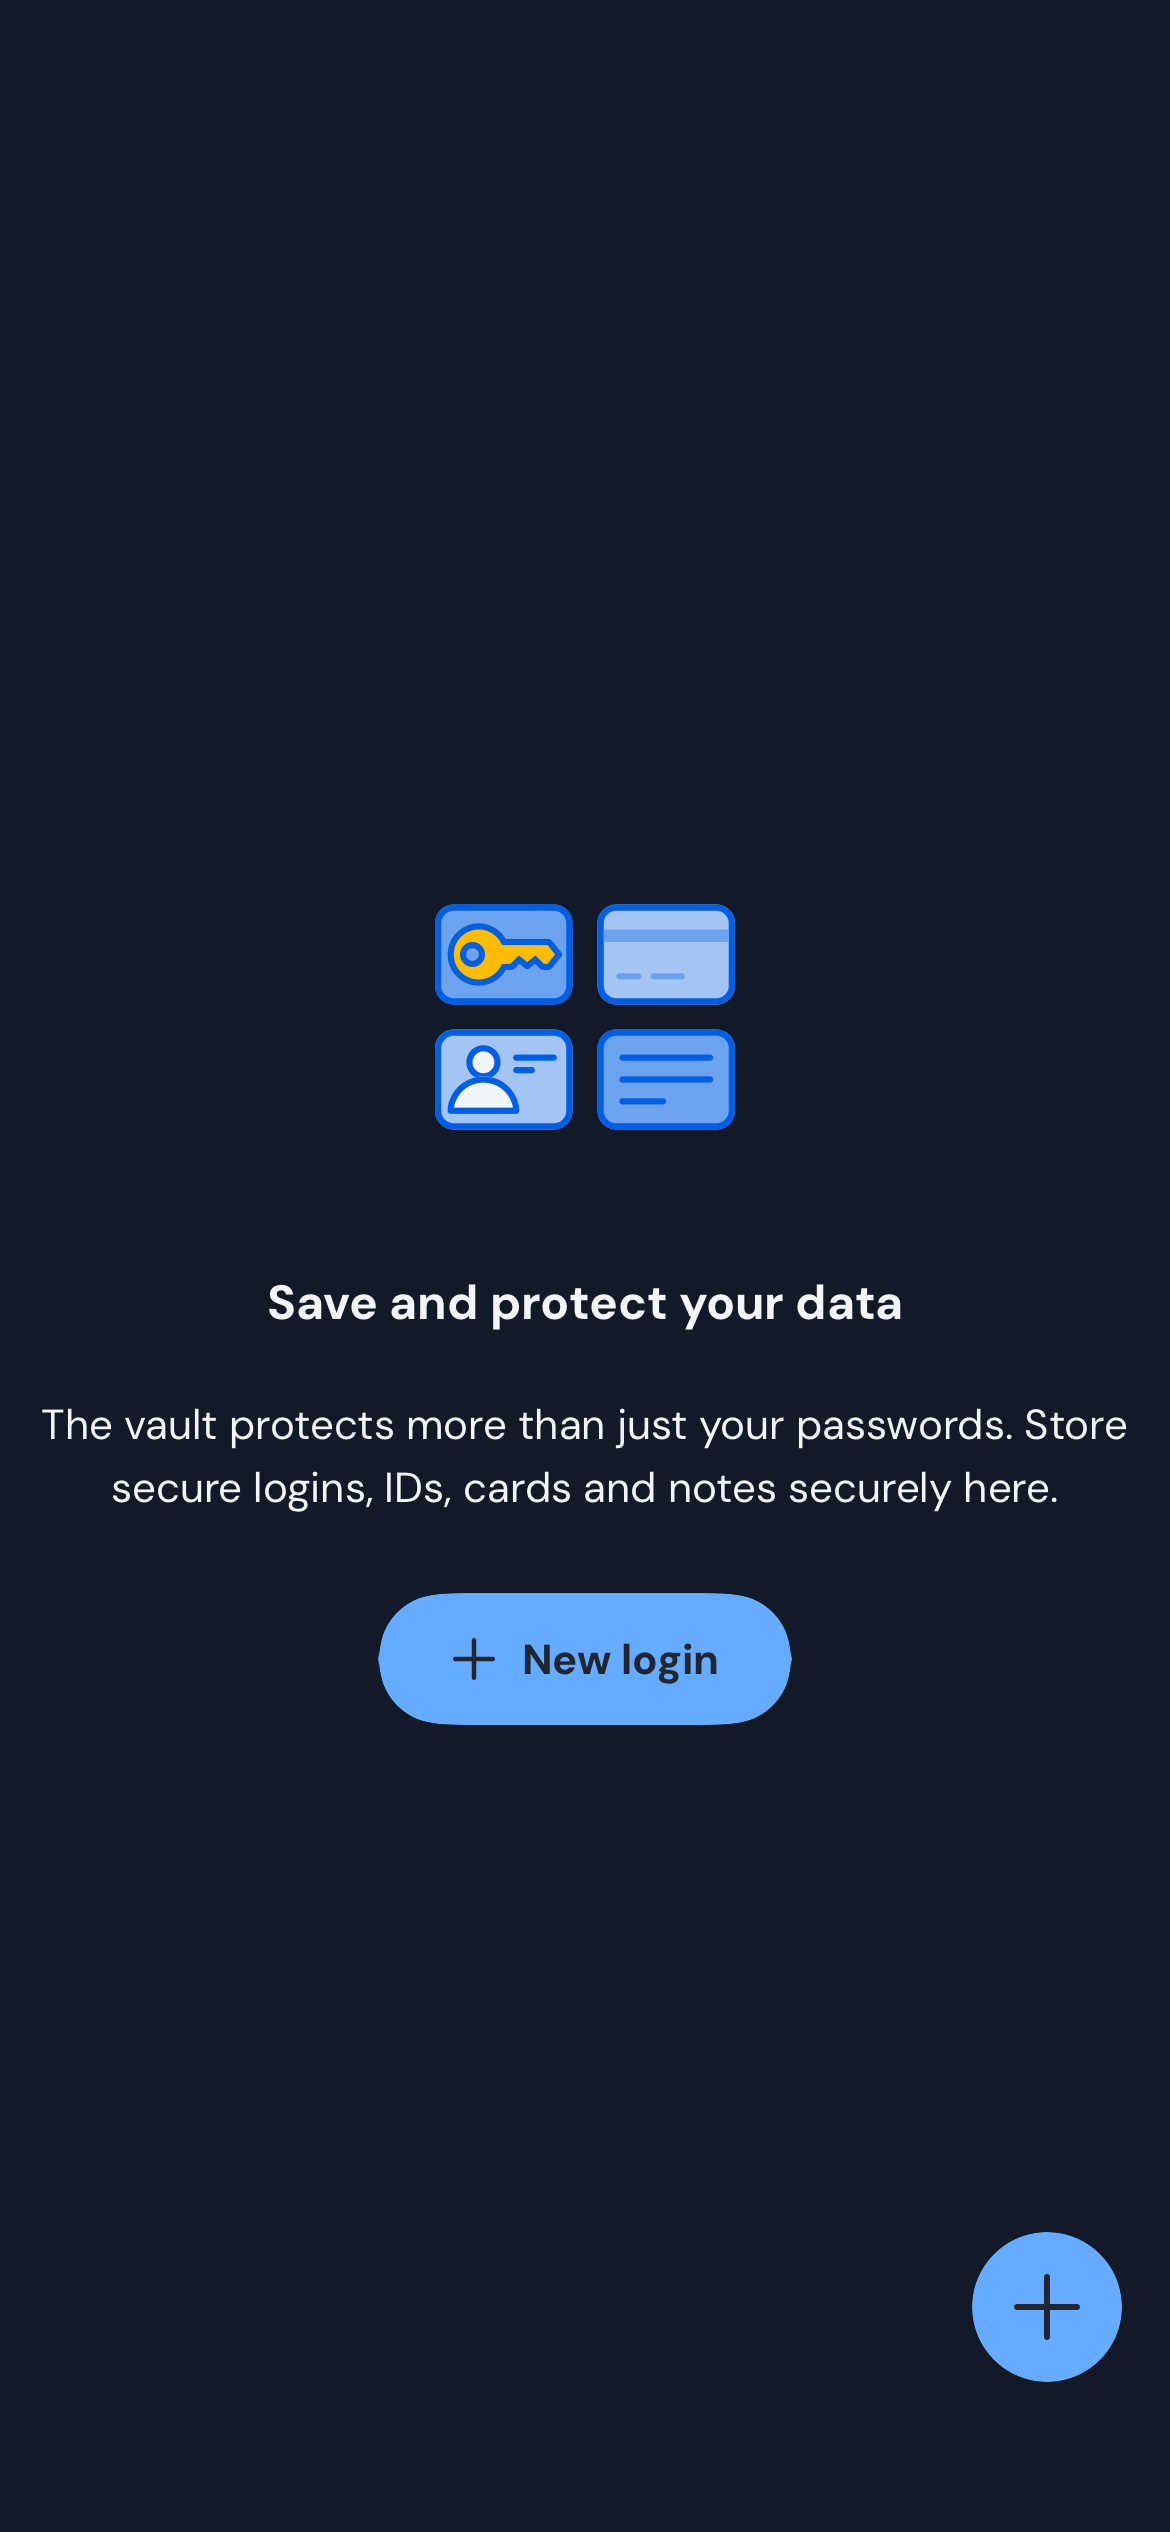 Save and protect your data
The vault protects more than just your passwords. Store
secure logins, IDs, cards and notes securely here.
New login